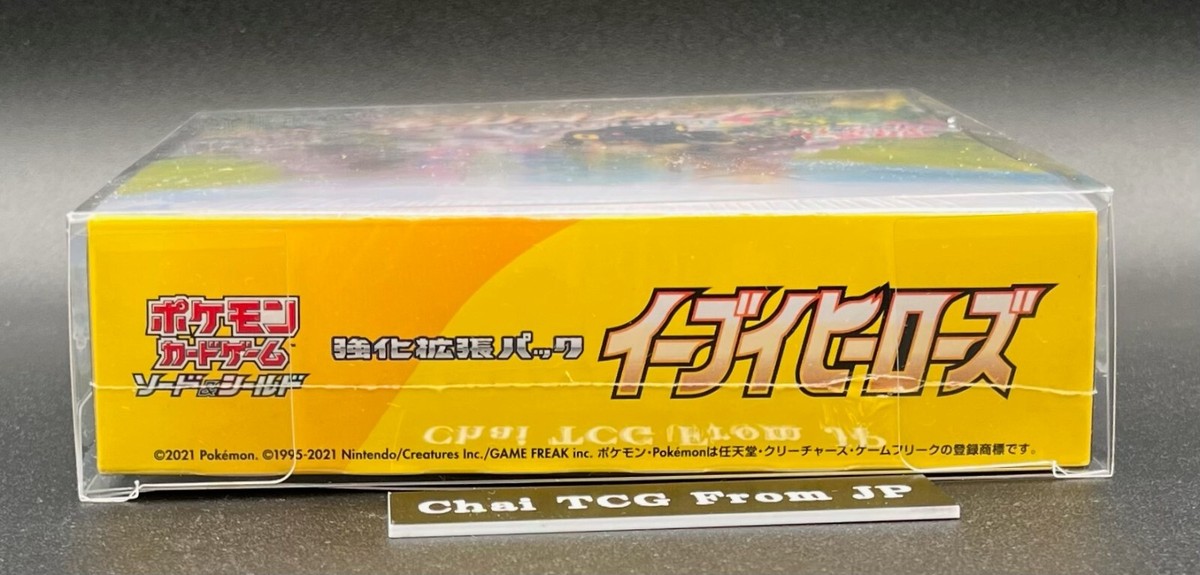 ポケモン
カードゲーム
ソード&シールド
強化拡張パック
イーブイヒーローズ
Chai TCG From JP
©2021 Pokémon. ©1995-2021 Nintendo/Creatures Inc./GAME FREAK inc. ポケモン・Pokémonは任天堂・クリーチャーズ・ゲームフリークの登録商標です。
Chai TCG From JP